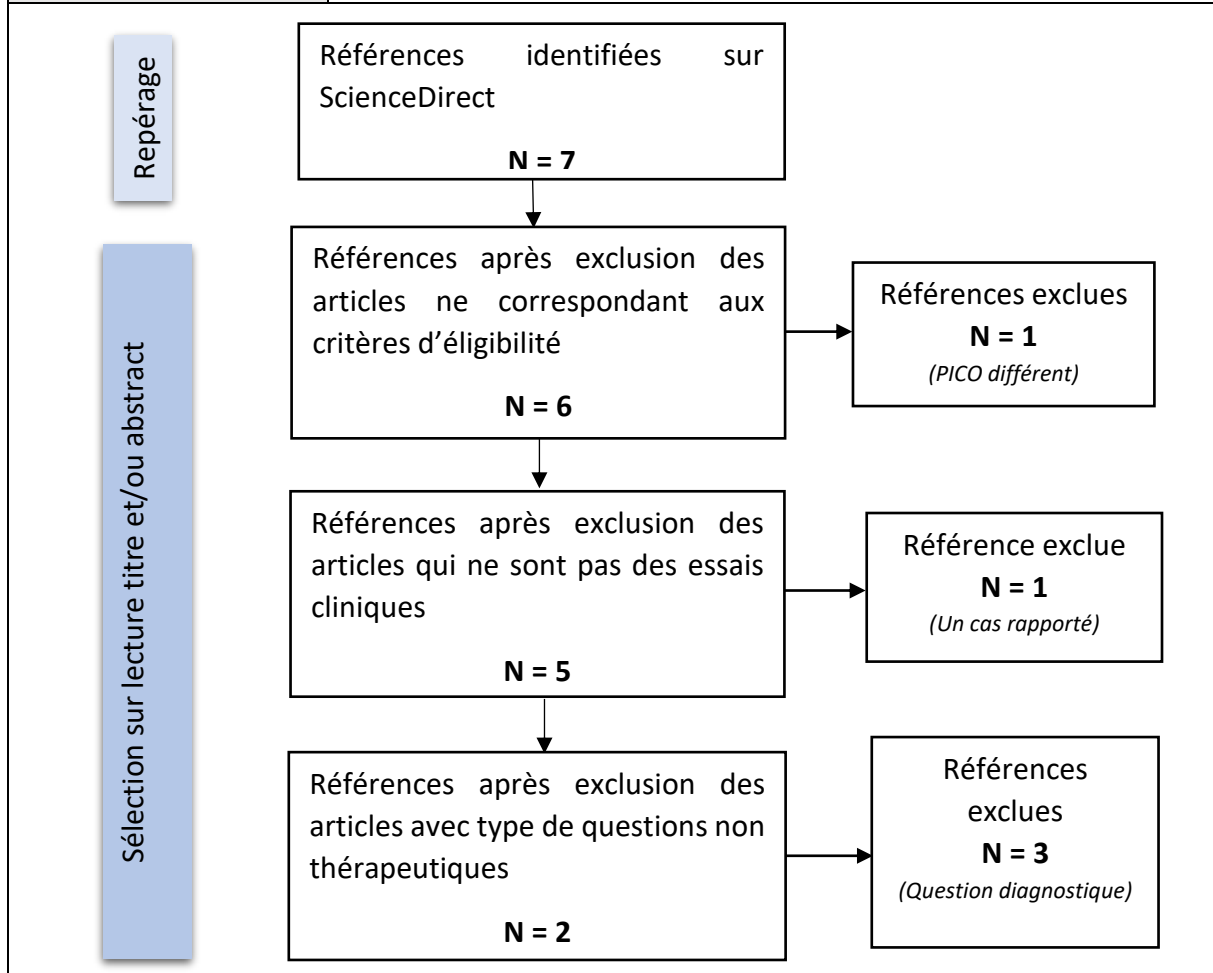 Repérage
Références identifiées sur
ScienceDirect
N = 7
Sélection sur lecture titre et/ou abstract
Références après exclusion des
articles ne correspondant aux
critères d’éligibilité
N = 6
Références exclues
N = 1
(PICO différent)
Références après exclusion des
articles qui ne sont pas des essais
cliniques
N = 5
Référence exclue
N = 1
(Un cas rapporté)
Références après exclusion des
articles avec type de questions non
thérapeutiques
N = 2
Références
exclues
N = 3
(Question diagnostique)